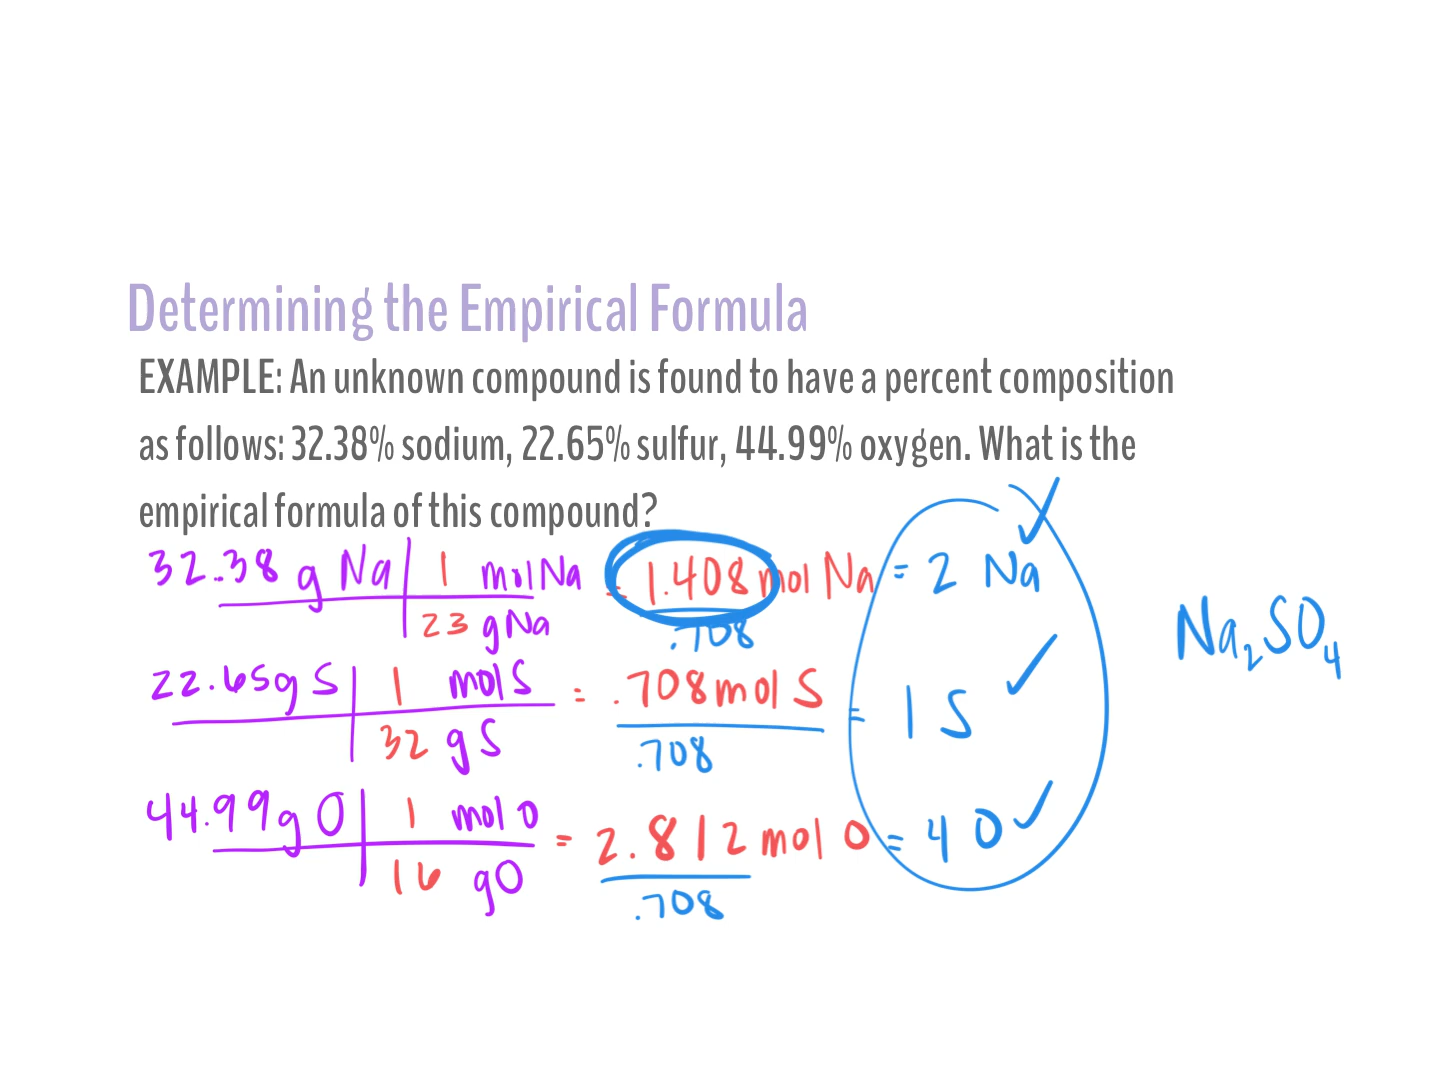 Determining the Empirical Formula
EXAMPLE: An unknown compound is found to have a percent composition
as follows: 32.38% sodium, 22.65% sulfur, 44.99% oxygen. What is the
empirical formula of this compound?
32.38 g Na | 1 mol Na = 1.408 mol Na = 2 Na ✓
23 g Na .708
Na₂SO₄
22.65 g S | 1 mol S = .708 mol S = 1 S ✓
32 g S .708
44.99 g O | 1 mol O = 2.812 mol O = 4 O ✓
16 g O .708